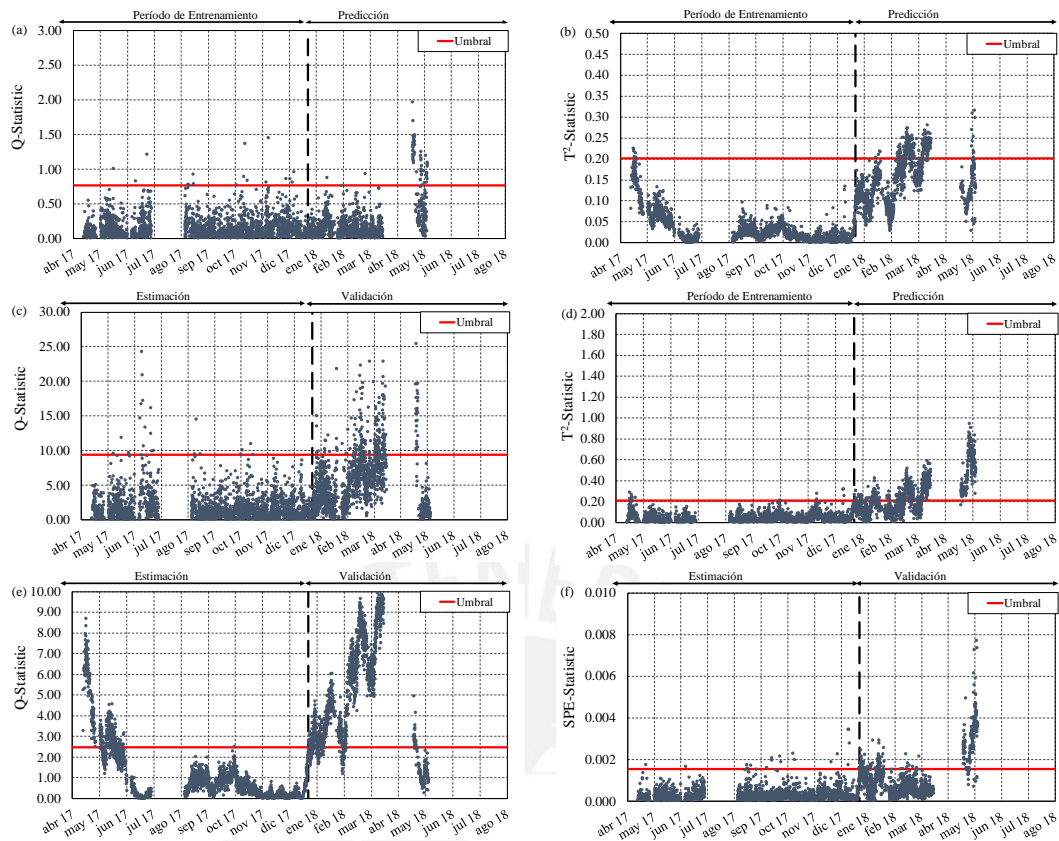 Período de Entrenamiento Predicción
(a)
3.00
2.50
2.00
1.50
1.00
0.50
0.00
Q-Statistic
Umbral
abr 17 may 17 jun 17 jul 17 ago 17 sep 17 oct 17 nov 17 dic 17 ene 18 feb 18 mar 18 abr 18 may 18 jun 18 jul 18 ago 18
Período de Entrenamiento Predicción
(b)
0.50
0.45
0.40
0.35
0.30
0.25
0.20
0.15
0.10
0.05
0.00
T²-Statistic
Umbral
abr 17 may 17 jun 17 jul 17 ago 17 sep 17 oct 17 nov 17 dic 17 ene 18 feb 18 mar 18 abr 18 may 18 jun 18 jul 18 ago 18
Estimación Validación
(c)
30.00
25.00
20.00
15.00
10.00
5.00
0.00
Q-Statistic
Umbral
abr 17 may 17 jun 17 jul 17 ago 17 sep 17 oct 17 nov 17 dic 17 ene 18 feb 18 mar 18 abr 18 may 18 jun 18 jul 18 ago 18
Período de Entrenamiento Predicción
(d)
2.00
1.80
1.60
1.40
1.20
1.00
0.80
0.60
0.40
0.20
0.00
T²-Statistic
Umbral
abr 17 may 17 jun 17 jul 17 ago 17 sep 17 oct 17 nov 17 dic 17 ene 18 feb 18 mar 18 abr 18 may 18 jun 18 jul 18 ago 18
Estimación Validación
(e)
10.00
9.00
8.00
7.00
6.00
5.00
4.00
3.00
2.00
1.00
0.00
Q-Statistic
Umbral
abr 17 may 17 jun 17 jul 17 ago 17 sep 17 oct 17 nov 17 dic 17 ene 18 feb 18 mar 18 abr 18 may 18 jun 18 jul 18 ago 18
Estimación Validación
(f)
0.010
0.008
0.006
0.004
0.002
0.000
SPE-Statistic
Umbral
abr 17 may 17 jun 17 jul 17 ago 17 sep 17 oct 17 nov 17 dic 17 ene 18 feb 18 mar 18 abr 18 may 18 jun 18 jul 18 ago 18